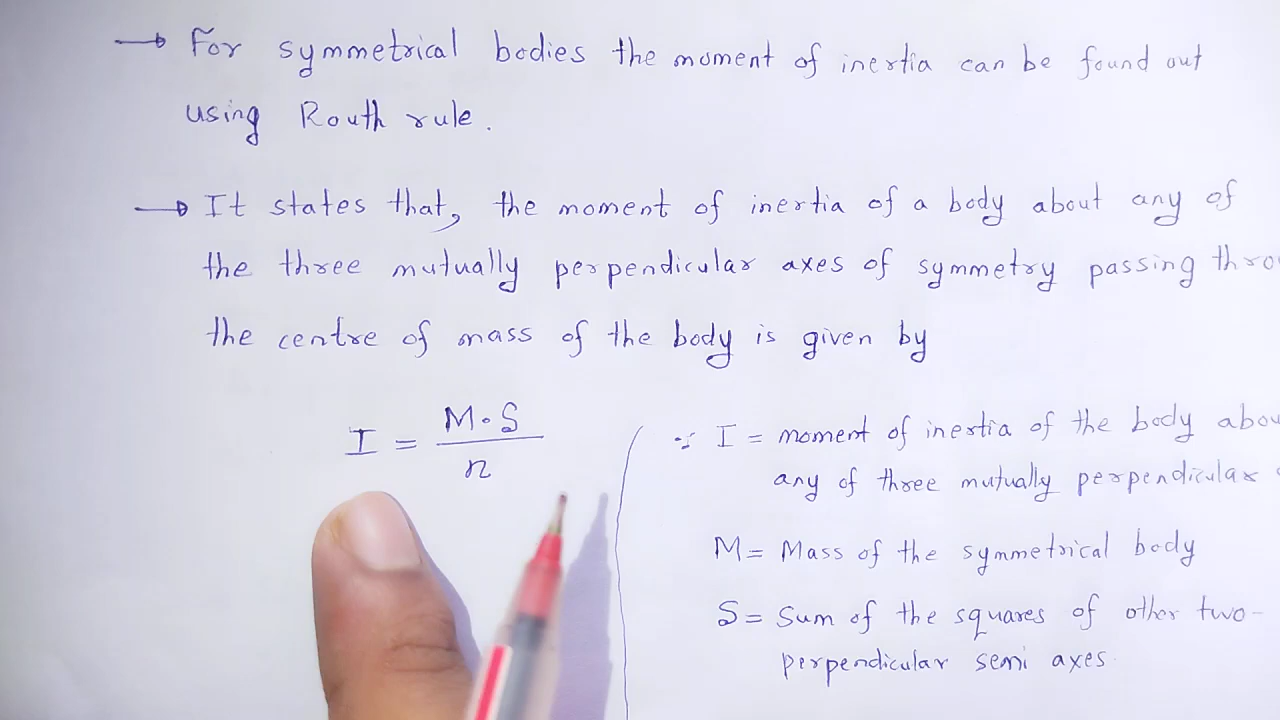 → For symmetrical bodies the moment of inertia can be found out
using Routh rule.
→ It states that, the moment of inertia of a body about any of
the three mutually perpendicular axes of symmetry passing thro
the centre of mass of the body is given by
I = M·S / n
∵ I = moment of inertia of the body abou
any of three mutually perpendicular
M = Mass of the symmetrical body
S = Sum of the squares of other two-
perpendicular semi axes.